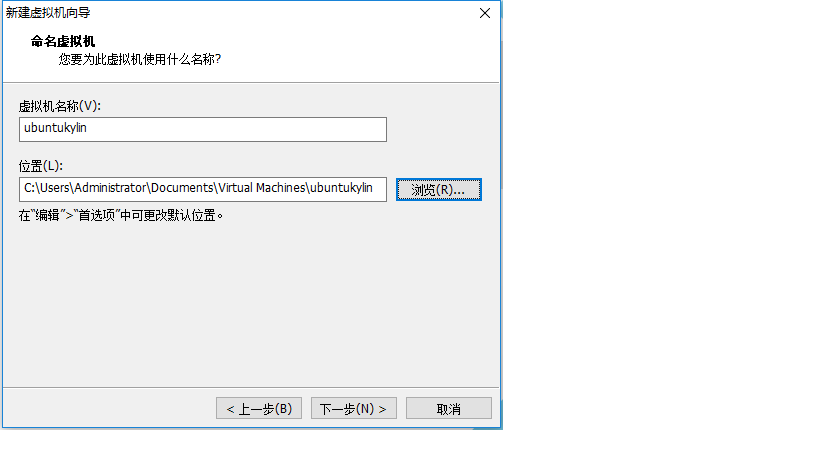 新建虚拟机向导
命名虚拟机
您要为此虚拟机使用什么名称?
虚拟机名称(V):
ubuntukylin
位置(L):
C:\Users\Administrator\Documents\Virtual Machines\ubuntukylin
浏览(R)...
在“编辑”>“首选项”中可更改默认位置。
< 上一步(B)
下一步(N) >
取消